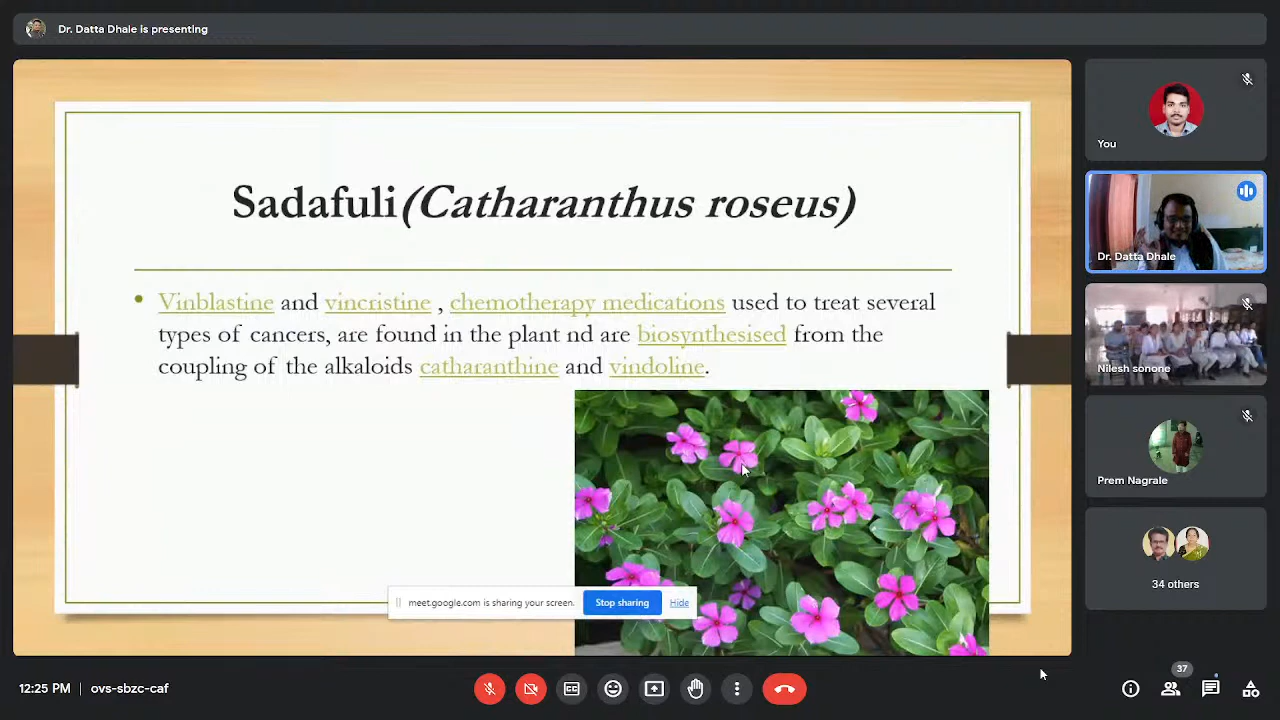 Dr. Datta Dhale is presenting
Sadafuli(Catharanthus roseus)
• Vinblastine and vincristine , chemotherapy medications used to treat several
types of cancers, are found in the plant nd are biosynthesised from the
coupling of the alkaloids catharanthine and vindoline.
meet.google.com is sharing your screen. Stop sharing Hide
You
Dr. Datta Dhale
Nilesh sonone
Prem Nagrale
34 others
12:25 PM | ovs-sbzc-caf
37